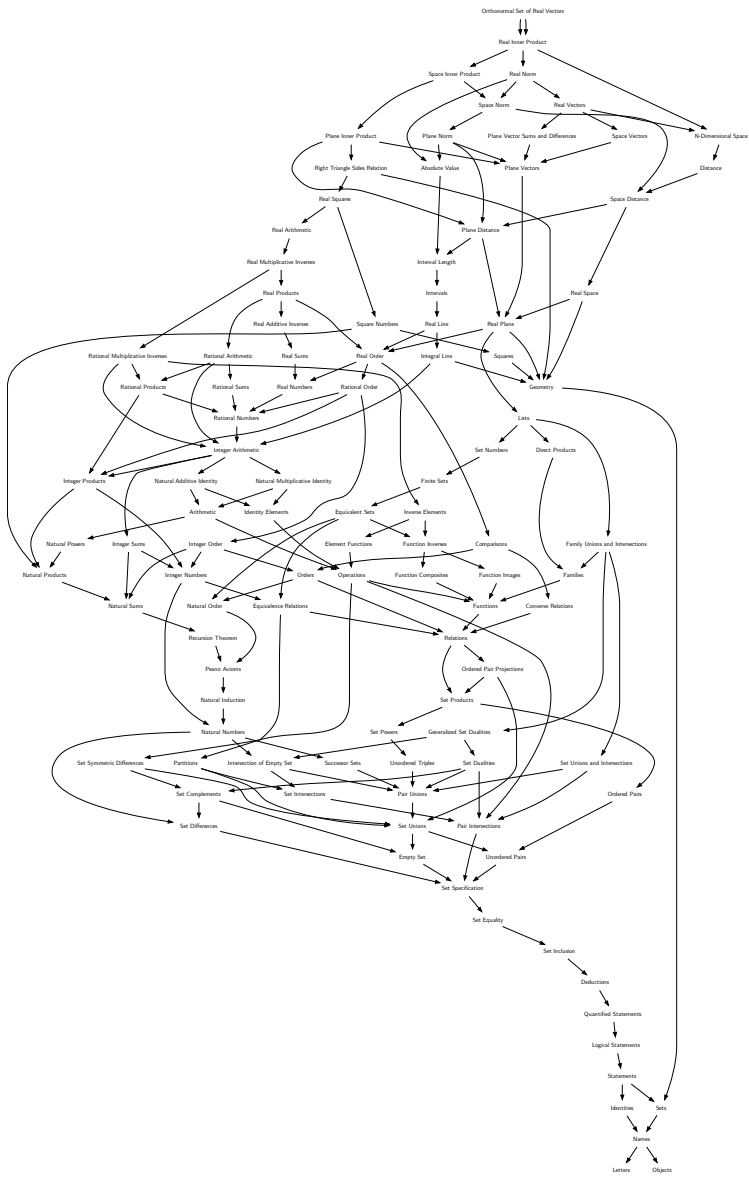 Orthonormal Set of Real Vectors
Real Inner Product
Space Inner Product
Real Norm
Space Norm
Real Vectors
Plane Inner Product
Plane Norm
Plane Vector Sums and Differences
Space Vectors
N-Dimensional Space
Right Triangle Sides Relation
Absolute Value
Plane Vectors
Distance
Real Squares
Space Distance
Real Arithmetic
Plane Distance
Real Multiplicative Inverses
Interval Length
Real Products
Intervals
Real Space
Real Additive Inverses
Square Numbers
Real Line
Real Plane
Rational Multiplicative Inverses
Rational Arithmetic
Real Sums
Real Order
Integral Line
Squares
Rational Products
Rational Sums
Real Numbers
Rational Order
Geometry
Rational Numbers
Lists
Integer Arithmetic
Set Numbers
Direct Products
Integer Products
Natural Additive Identity
Natural Multiplicative Identity
Finite Sets
Arithmetic
Identity Elements
Equivalent Sets
Inverse Elements
Natural Powers
Integer Sums
Integer Order
Element Functions
Function Inverses
Comparisons
Family Unions and Intersections
Natural Products
Integer Numbers
Orders
Operations
Function Composites
Function Images
Families
Natural Sums
Natural Order
Equivalence Relations
Functions
Converse Relations
Recursion Theorem
Relations
Peano Axioms
Ordered Pair Projections
Natural Induction
Set Products
Natural Numbers
Set Powers
Generalized Set Dualities
Set Symmetric Differences
Partitions
Intersection of Empty Set
Successor Sets
Unordered Triples
Set Dualities
Set Unions and Intersections
Set Complements
Set Intersections
Pair Unions
Ordered Pairs
Set Differences
Set Unions
Pair Intersections
Empty Set
Unordered Pairs
Set Specification
Set Equality
Set Inclusion
Deductions
Quantified Statements
Logical Statements
Statements
Identities
Sets
Names
Letters
Objects